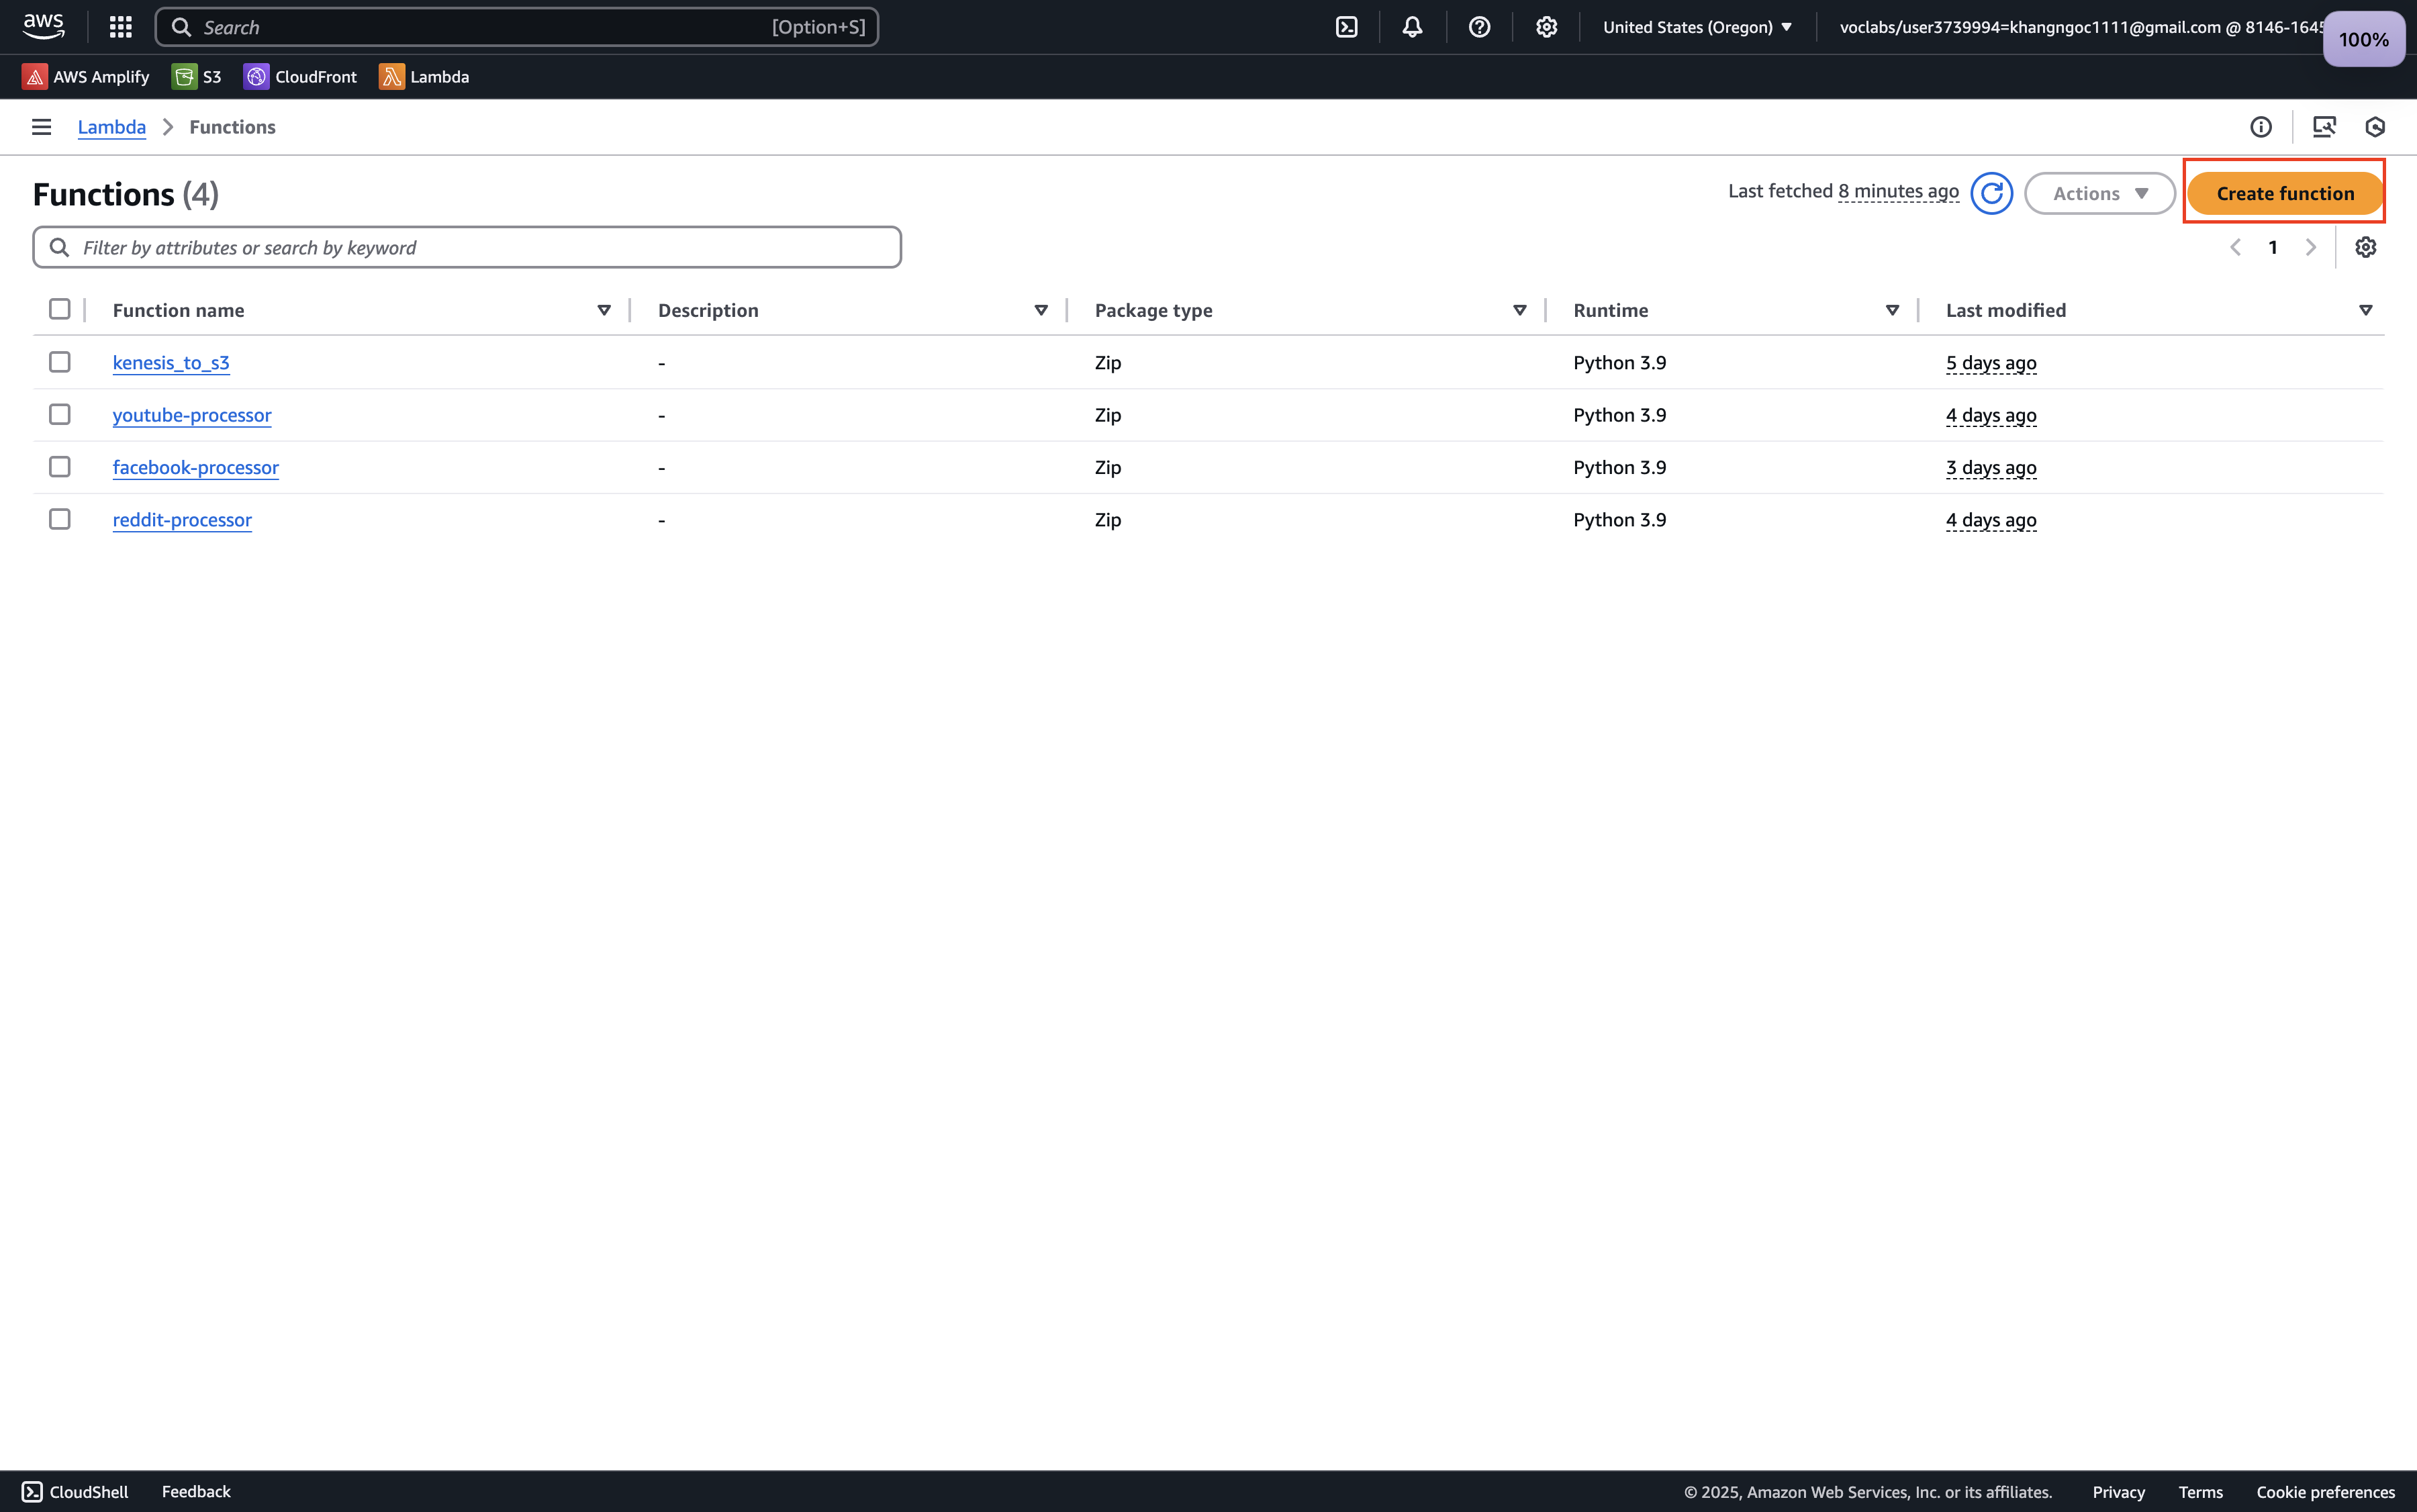 aws
Search [Option+S]
United States (Oregon)
voclabs/user3739994=khangngoc1111@gmail.com @ 8146-1645
100%
AWS Amplify S3 CloudFront Lambda
Lambda Functions
Functions (4)
Last fetched 8 minutes ago
Actions
Create function
Filter by attributes or search by keyword
1
Function name Description Package type Runtime Last modified
kenesis_to_s3 - Zip Python 3.9 5 days ago
youtube-processor - Zip Python 3.9 4 days ago
facebook-processor - Zip Python 3.9 3 days ago
reddit-processor - Zip Python 3.9 4 days ago
CloudShell Feedback © 2025, Amazon Web Services, Inc. or its affiliates. Privacy Terms Cookie preferences